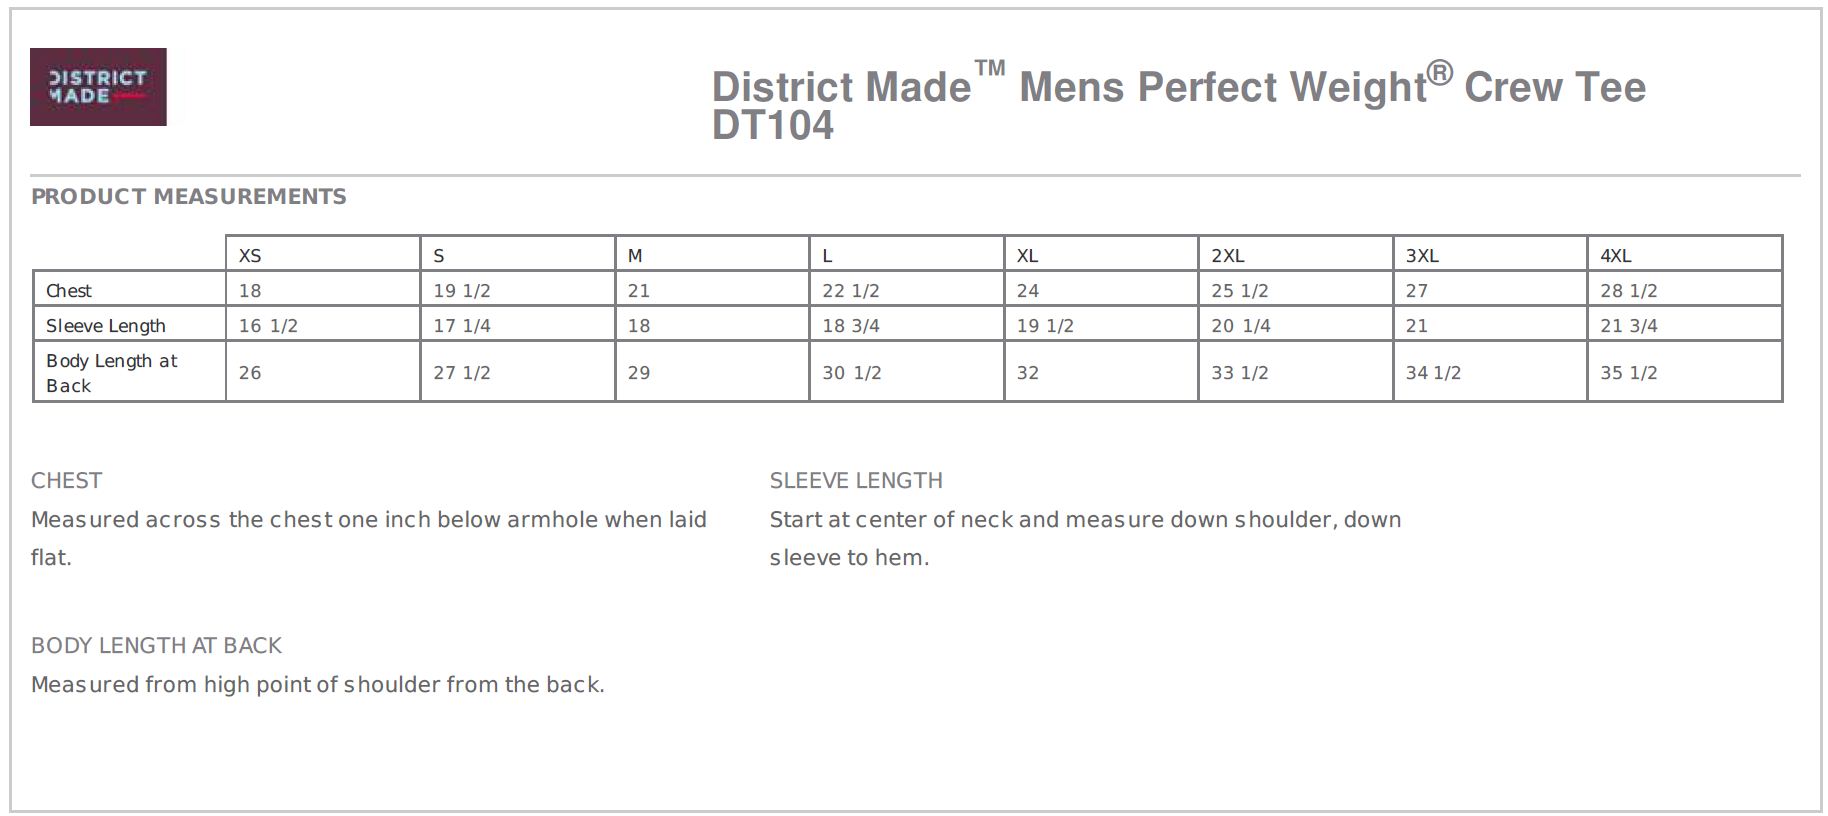 DISTRICT
MADE
District Made™ Mens Perfect Weight® Crew Tee
DT104
PRODUCT MEASUREMENTS
XS S M L XL 2XL 3XL 4XL
Chest 18 19 1/2 21 22 1/2 24 25 1/2 27 28 1/2
Sleeve Length 16 1/2 17 1/4 18 18 3/4 19 1/2 20 1/4 21 21 3/4
Body Length at
Back 26 27 1/2 29 30 1/2 32 33 1/2 34 1/2 35 1/2
CHEST
Measured across the chest one inch below armhole when laid
flat.
SLEEVE LENGTH
Start at center of neck and measure down shoulder, down
sleeve to hem.
BODY LENGTH AT BACK
Measured from high point of shoulder from the back.